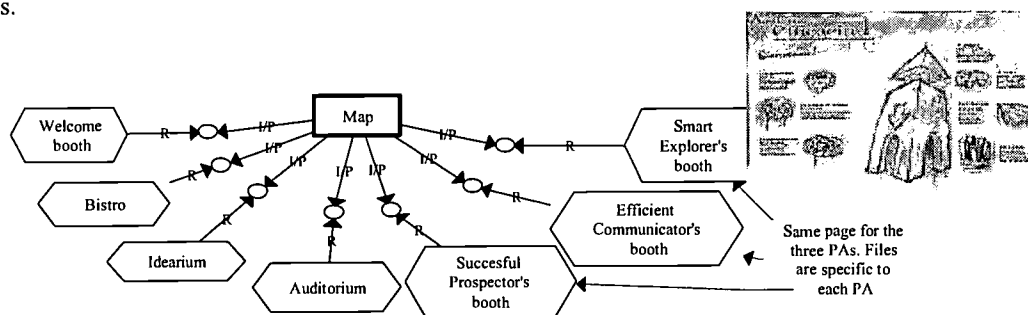 s.
Map
Welcome
booth
R
I/P
Bistro
R
I/P
Idearium
R
I/P
Auditorium
R
I/P
Succesful
Prospector's
booth
R
I/P
Efficient
Communicator's
booth
R
I/P
Smart
Explorer's
booth
R
I/P
Same page for the
three PAs. Files
are specific to
each PA